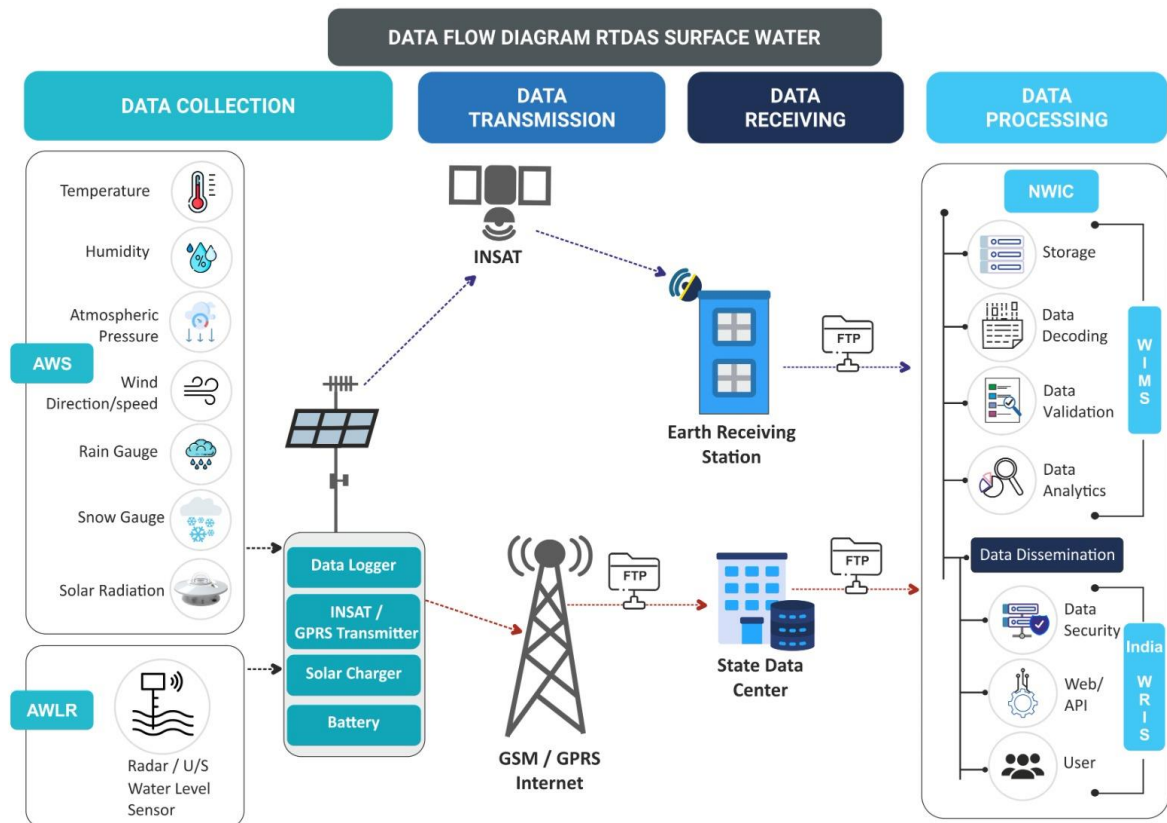 DATA FLOW DIAGRAM RTDAS SURFACE WATER
DATA COLLECTION
DATA
TRANSMISSION
DATA
RECEIVING
DATA
PROCESSING
Temperature
Humidity
Atmospheric
Pressure
AWS
Wind
Direction/speed
Rain Gauge
Snow Gauge
Solar Radiation
AWLR
Radar / U/S
Water Level
Sensor
Data Logger
INSAT /
GPRS Transmitter
Solar Charger
Battery
INSAT
GSM / GPRS
Internet
Earth Receiving
Station
FTP
FTP
State Data
Center
FTP
NWIC
Storage
Data
Decoding
Data
Validation
Data
Analytics
WIMS
Data Dissemination
Data
Security
Web/
API
User
India
WRIS